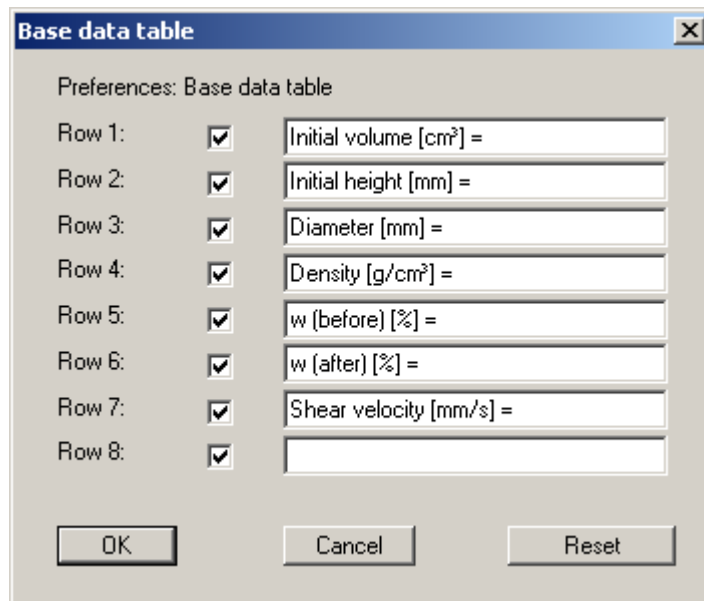 Base data table
Preferences: Base data table
Row 1: Initial volume [cm³] =
Row 2: Initial height [mm] =
Row 3: Diameter [mm] =
Row 4: Density [g/cm³] =
Row 5: w (before) [%] =
Row 6: w (after) [%] =
Row 7: Shear velocity [mm/s] =
Row 8:
OK Cancel Reset